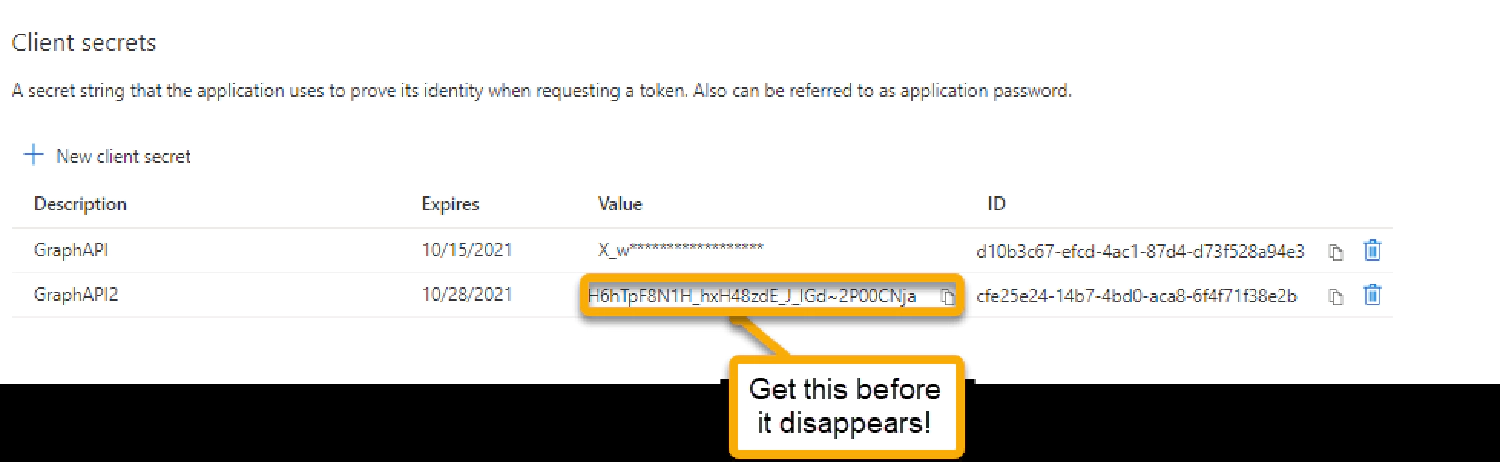 Client secrets
A secret string that the application uses to prove its identity when requesting a token. Also can be referred to as application password.
New client secret
Description Expires Value ID
GraphAPI 10/15/2021 X_w****************** d10b3c67-efcd-4ac1-87d4-d73f528a94e3
GraphAPI2 10/28/2021 H6hTpF8N1H_hxH48zdE_J_lGd~2P00CNja cfe25e24-14b7-4bd0-aca8-6f4f71f38e2b
Get this before
it disappears!